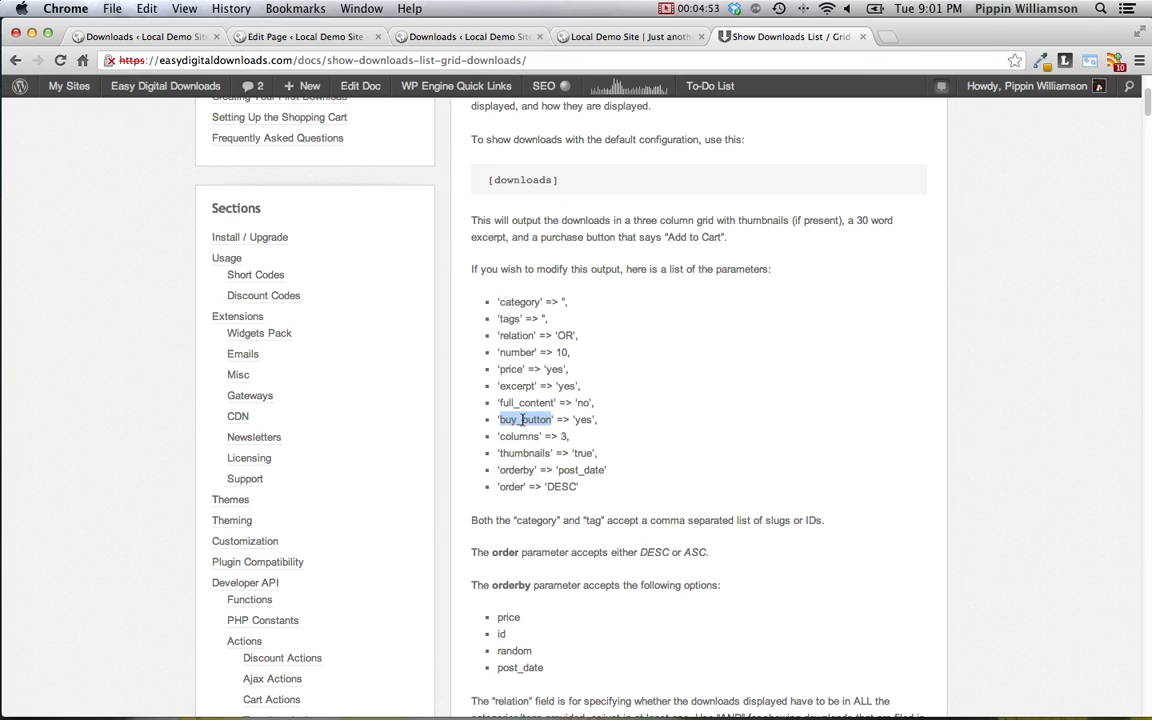 Chrome File Edit View History Bookmarks Window Help 00:04:53 Tue 9:01 PM Pippin Williamson
Downloads ‹ Local Demo Site Edit Page ‹ Local Demo Site Downloads ‹ Local Demo Site Local Demo Site | Just anot Show Downloads List / Grid
https://easydigitaldownloads.com/docs/show-downloads-list-grid-downloads/
10
My Sites Easy Digital Downloads 2 + New Edit Doc WP Engine Quick Links SEO To-Do List Howdy, Pippin Williamson
Creating Your First Download
Setting Up the Shopping Cart
Frequently Asked Questions
Sections
Install / Upgrade
Usage
Short Codes
Discount Codes
Extensions
Widgets Pack
Emails
Misc
Gateways
CDN
Newsletters
Licensing
Support
Themes
Theming
Customization
Plugin Compatibility
Developer API
Functions
PHP Constants
Actions
Discount Actions
Ajax Actions
Cart Actions
displayed, and how they are displayed.
To show downloads with the default configuration, use this:
[downloads]
This will output the downloads in a three column grid with thumbnails (if present), a 30 word
excerpt, and a purchase button that says “Add to Cart”.
If you wish to modify this output, here is a list of the parameters:
‘category’ => ”,
‘tags’ => ”,
‘relation’ => ‘OR’,
‘number’ => 10,
‘price’ => ‘yes’,
‘excerpt’ => ‘yes’,
‘full_content’ => ‘no’,
‘buy_button’ => ‘yes’,
‘columns’ => 3,
‘thumbnails’ => ‘true’,
‘orderby’ => ‘post_date’
‘order’ => ‘DESC’
Both the “category” and “tag” accept a comma separated list of slugs or IDs.
The order parameter accepts either DESC or ASC.
The orderby parameter accepts the following options:
price
id
random
post_date
The “relation” field is for specifying whether the downloads displayed have to be in ALL the